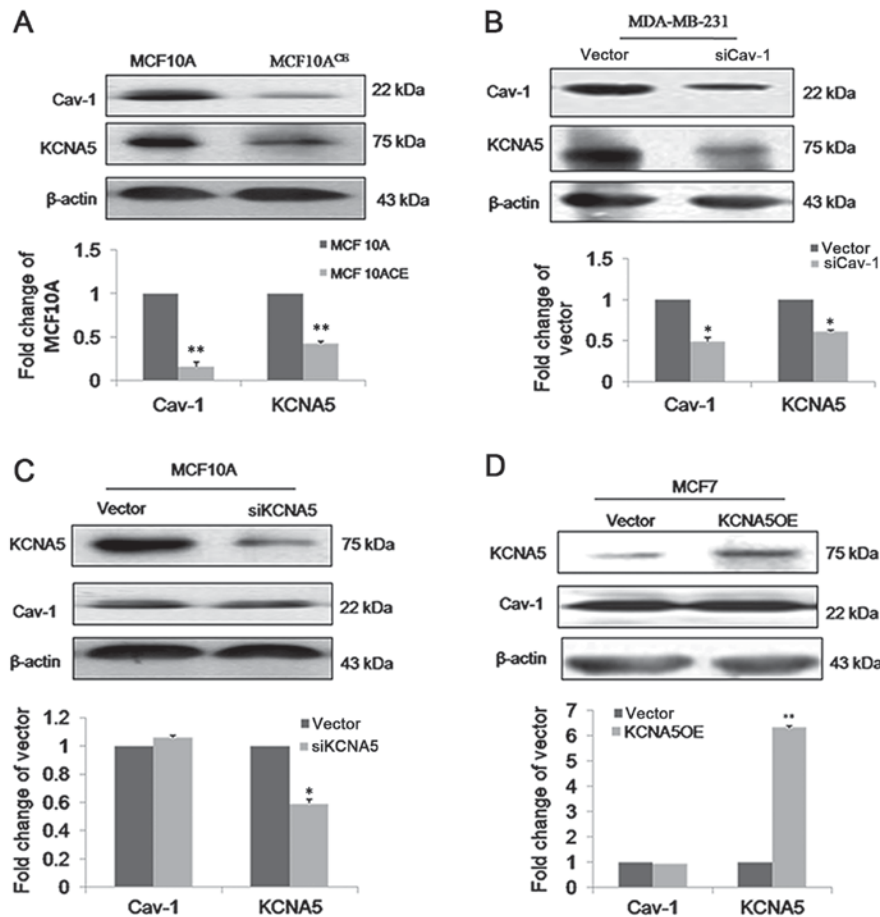 A
MCF10A MCF10A^CE
Cav-1 22 kDa
KCNA5 75 kDa
β-actin 43 kDa
Fold change of
MCF10A
1.5
1
0.5
0
MCF 10A
MCF 10ACE
**
**
Cav-1 KCNA5
B
MDA-MB-231
Vector siCav-1
Cav-1 22 kDa
KCNA5 75 kDa
β-actin 43 kDa
Fold change of
vector
1.5
1
0.5
0
Vector
siCav-1
*
*
Cav-1 KCNA5
C
MCF10A
Vector siKCNA5
KCNA5 75 kDa
Cav-1 22 kDa
β-actin 43 kDa
Fold change of vector
1.2
1
0.8
0.6
0.4
0.2
0
Vector
siKCNA5
*
Cav-1 KCNA5
D
MCF7
Vector KCNA5OE
KCNA5 75 kDa
Cav-1 22 kDa
β-actin 43 kDa
Fold change of vector
7
6
5
4
3
2
1
0
Vector
KCNA5OE
**
Cav-1 KCNA5